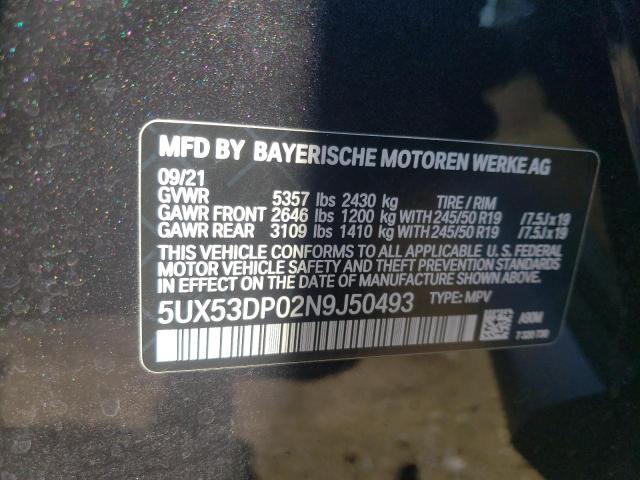 MFD BY BAYERISCHE MOTOREN WERKE AG
09/21
GVWR 5357 lbs 2430 kg TIRE / RIM
GAWR FRONT 2646 lbs 1200 kg WITH 245/50 R19 /7.5Jx19
GAWR REAR 3109 lbs 1410 kg WITH 245/50 R19 /7.5Jx19
THIS VEHICLE CONFORMS TO ALL APPLICABLE U. S. FEDERAL
MOTOR VEHICLE SAFETY AND THEFT PREVENTION STANDARDS
IN EFFECT ON THE DATE OF MANUFACTURE SHOWN ABOVE.
5UX53DP02N9J50493 TYPE: MPV
A90M